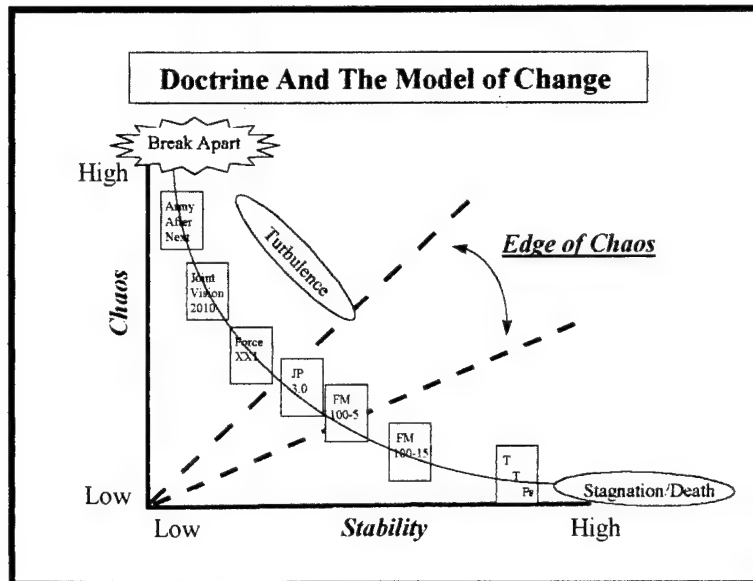 Doctrine And The Model of Change
Break Apart
High
Army
After
Next
Turbulence
Edge of Chaos
Joint
Vision
2010
Chaos
Force
XXI
JP
3.0
FM
100-5
FM
100-15
T
T
Ps
Stagnation/Death
Low
Low
Stability
High